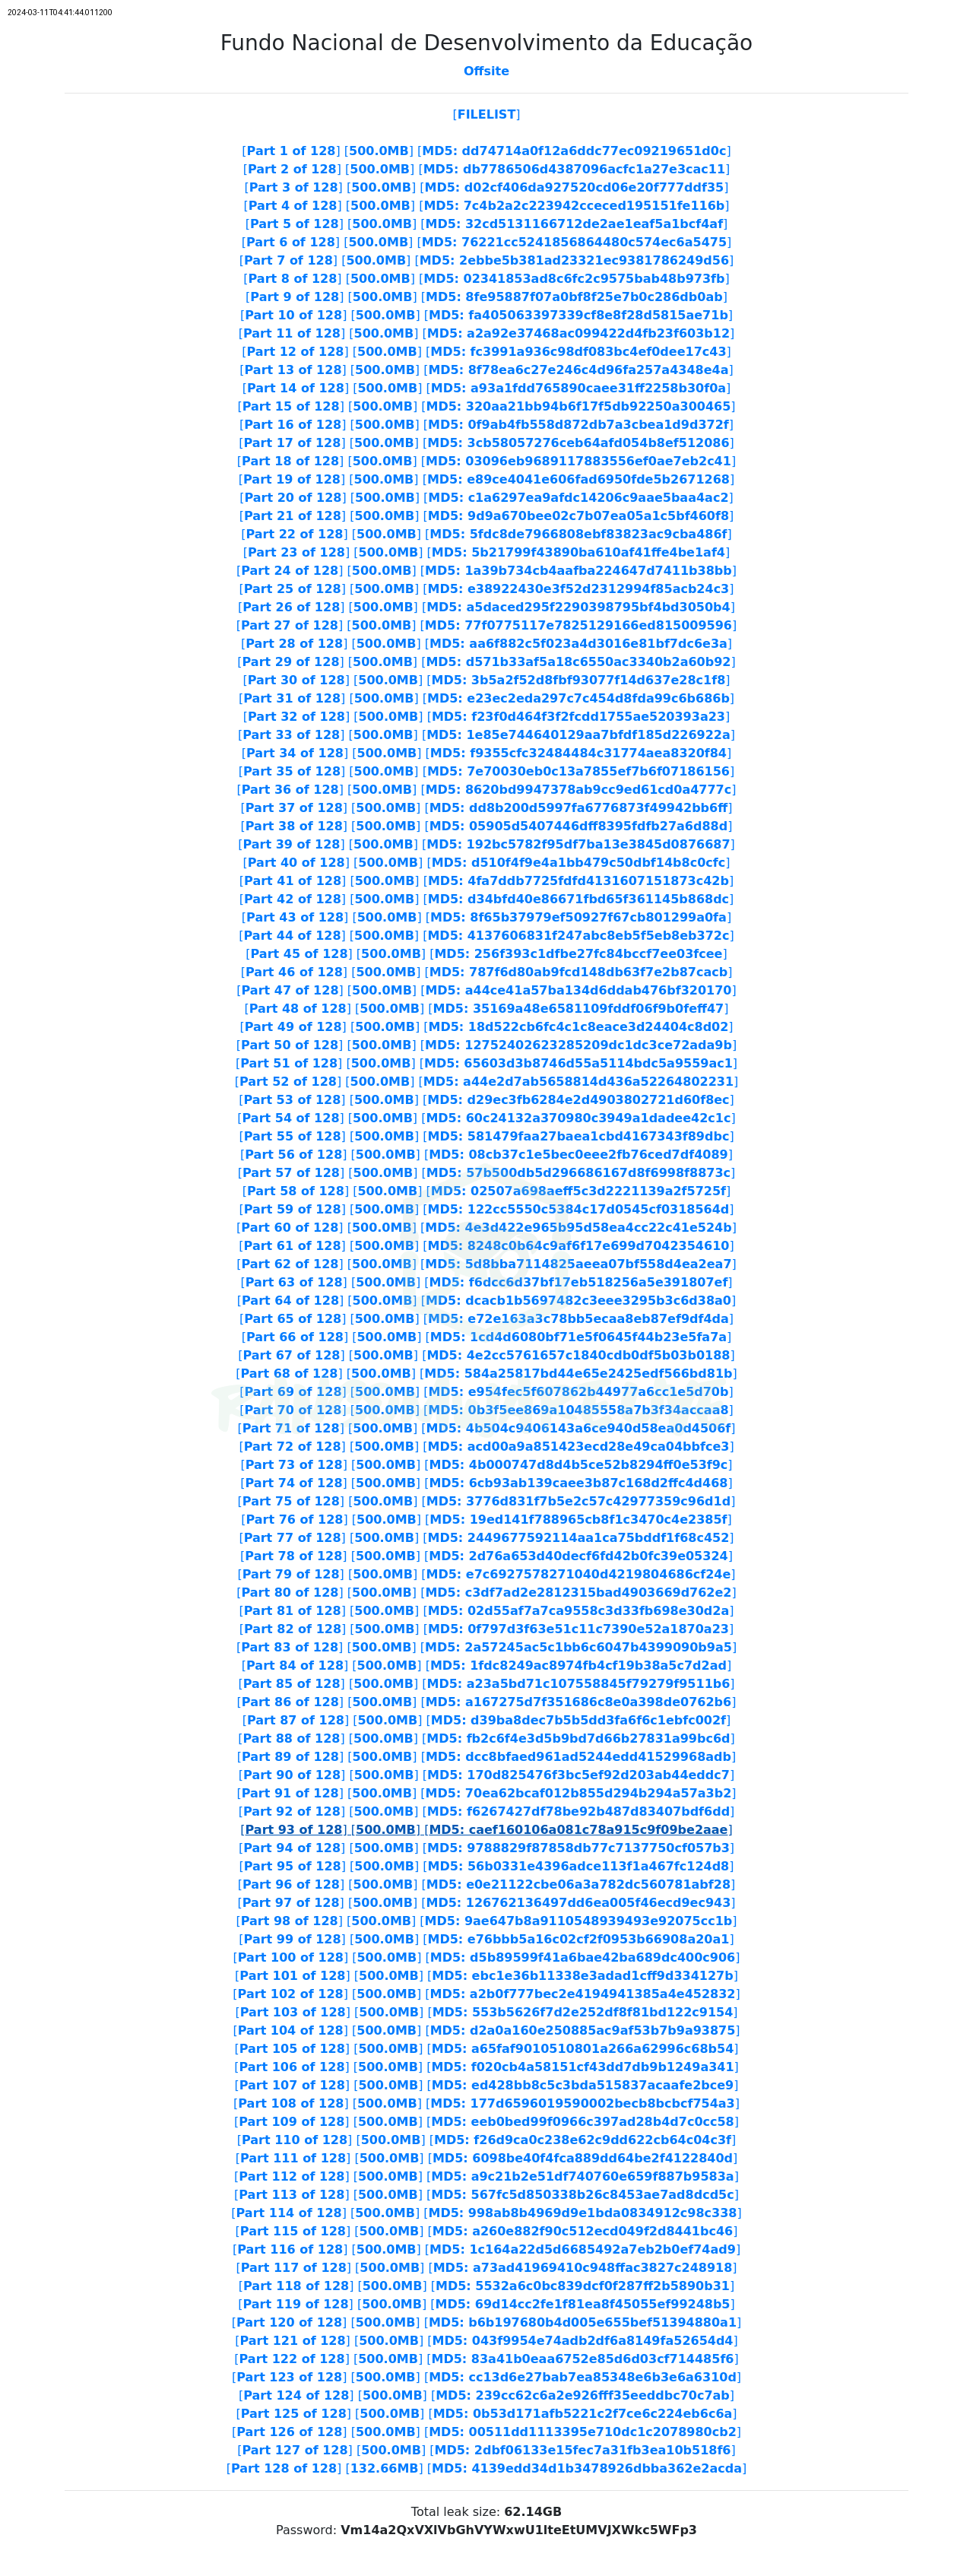 2024-03-11T04:41:44.011200
Fundo Nacional de Desenvolvimento da Educação
Offsite
[FILELIST]
[Part 1 of 128] [500.0MB] [MD5: dd74714a0f12a6ddc77ec09219651d0c]
[Part 2 of 128] [500.0MB] [MD5: db7786506d4387096acfc1a27e3cac11]
[Part 3 of 128] [500.0MB] [MD5: d02cf406da927520cd06e20f777ddf35]
[Part 4 of 128] [500.0MB] [MD5: 7c4b2a2c223942cceced195151fe116b]
[Part 5 of 128] [500.0MB] [MD5: 32cd5131166712de2ae1eaf5a1bcf4af]
[Part 6 of 128] [500.0MB] [MD5: 76221cc5241856864480c574ec6a5475]
[Part 7 of 128] [500.0MB] [MD5: 2ebbe5b381ad23321ec9381786249d56]
[Part 8 of 128] [500.0MB] [MD5: 02341853ad8c6fc2c9575bab48b973fb]
[Part 9 of 128] [500.0MB] [MD5: 8fe95887f07a0bf8f25e7b0c286db0ab]
[Part 10 of 128] [500.0MB] [MD5: fa405063397339cf8e8f28d5815ae71b]
[Part 11 of 128] [500.0MB] [MD5: a2a92e37468ac099422d4fb23f603b12]
[Part 12 of 128] [500.0MB] [MD5: fc3991a936c98df083bc4ef0dee17c43]
[Part 13 of 128] [500.0MB] [MD5: 8f78ea6c27e246c4d96fa257a4348e4a]
[Part 14 of 128] [500.0MB] [MD5: a93a1fdd765890caee31ff2258b30f0a]
[Part 15 of 128] [500.0MB] [MD5: 320aa21bb94b6f17f5db92250a300465]
[Part 16 of 128] [500.0MB] [MD5: 0f9ab4fb558d872db7a3cbea1d9d372f]
[Part 17 of 128] [500.0MB] [MD5: 3cb58057276ceb64afd054b8ef512086]
[Part 18 of 128] [500.0MB] [MD5: 03096eb9689117883556ef0ae7eb2c41]
[Part 19 of 128] [500.0MB] [MD5: e89ce4041e606fad6950fde5b2671268]
[Part 20 of 128] [500.0MB] [MD5: c1a6297ea9afdc14206c9aae5baa4ac2]
[Part 21 of 128] [500.0MB] [MD5: 9d9a670bee02c7b07ea05a1c5bf460f8]
[Part 22 of 128] [500.0MB] [MD5: 5fdc8de7966808ebf83823ac9cba486f]
[Part 23 of 128] [500.0MB] [MD5: 5b21799f43890ba610af41ffe4be1af4]
[Part 24 of 128] [500.0MB] [MD5: 1a39b734cb4aafba224647d7411b38bb]
[Part 25 of 128] [500.0MB] [MD5: e38922430e3f52d2312994f85acb24c3]
[Part 26 of 128] [500.0MB] [MD5: a5daced295f2290398795bf4bd3050b4]
[Part 27 of 128] [500.0MB] [MD5: 77f0775117e7825129166ed815009596]
[Part 28 of 128] [500.0MB] [MD5: aa6f882c5f023a4d3016e81bf7dc6e3a]
[Part 29 of 128] [500.0MB] [MD5: d571b33af5a18c6550ac3340b2a60b92]
[Part 30 of 128] [500.0MB] [MD5: 3b5a2f52d8fbf93077f14d637e28c1f8]
[Part 31 of 128] [500.0MB] [MD5: e23ec2eda297c7c454d8fda99c6b686b]
[Part 32 of 128] [500.0MB] [MD5: f23f0d464f3f2fcdd1755ae520393a23]
[Part 33 of 128] [500.0MB] [MD5: 1e85e744640129aa7bfdf185d226922a]
[Part 34 of 128] [500.0MB] [MD5: f9355cfc32484484c31774aea8320f84]
[Part 35 of 128] [500.0MB] [MD5: 7e70030eb0c13a7855ef7b6f07186156]
[Part 36 of 128] [500.0MB] [MD5: 8620bd9947378ab9cc9ed61cd0a4777c]
[Part 37 of 128] [500.0MB] [MD5: dd8b200d5997fa6776873f49942bb6ff]
[Part 38 of 128] [500.0MB] [MD5: 05905d5407446dff8395fdfb27a6d88d]
[Part 39 of 128] [500.0MB] [MD5: 192bc5782f95df7ba13e3845d0876687]
[Part 40 of 128] [500.0MB] [MD5: d510f4f9e4a1bb479c50dbf14b8c0cfc]
[Part 41 of 128] [500.0MB] [MD5: 4fa7ddb7725fdfd4131607151873c42b]
[Part 42 of 128] [500.0MB] [MD5: d34bfd40e86671fbd65f361145b868dc]
[Part 43 of 128] [500.0MB] [MD5: 8f65b37979ef50927f67cb801299a0fa]
[Part 44 of 128] [500.0MB] [MD5: 4137606831f247abc8eb5f5eb8eb372c]
[Part 45 of 128] [500.0MB] [MD5: 256f393c1dfbe27fc84bccf7ee03fcee]
[Part 46 of 128] [500.0MB] [MD5: 787f6d80ab9fcd148db63f7e2b87cacb]
[Part 47 of 128] [500.0MB] [MD5: a44ce41a57ba134d6ddab476bf320170]
[Part 48 of 128] [500.0MB] [MD5: 35169a48e6581109fddf06f9b0feff47]
[Part 49 of 128] [500.0MB] [MD5: 18d522cb6fc4c1c8eace3d24404c8d02]
[Part 50 of 128] [500.0MB] [MD5: 12752402623285209dc1dc3ce72ada9b]
[Part 51 of 128] [500.0MB] [MD5: 65603d3b8746d55a5114bdc5a9559ac1]
[Part 52 of 128] [500.0MB] [MD5: a44e2d7ab5658814d436a52264802231]
[Part 53 of 128] [500.0MB] [MD5: d29ec3fb6284e2d4903802721d60f8ec]
[Part 54 of 128] [500.0MB] [MD5: 60c24132a370980c3949a1dadee42c1c]
[Part 55 of 128] [500.0MB] [MD5: 581479faa27baea1cbd4167343f89dbc]
[Part 56 of 128] [500.0MB] [MD5: 08cb37c1e5bec0eee2fb76ced7df4089]
[Part 57 of 128] [500.0MB] [MD5: 57b500db5d296686167d8f6998f8873c]
[Part 58 of 128] [500.0MB] [MD5: 02507a698aeff5c3d2221139a2f5725f]
[Part 59 of 128] [500.0MB] [MD5: 122cc5550c5384c17d0545cf0318564d]
[Part 60 of 128] [500.0MB] [MD5: 4e3d422e965b95d58ea4cc22c41e524b]
[Part 61 of 128] [500.0MB] [MD5: 8248c0b64c9af6f17e699d7042354610]
[Part 62 of 128] [500.0MB] [MD5: 5d8bba7114825aeea07bf558d4ea2ea7]
[Part 63 of 128] [500.0MB] [MD5: f6dcc6d37bf17eb518256a5e391807ef]
[Part 64 of 128] [500.0MB] [MD5: dcacb1b5697482c3eee3295b3c6d38a0]
[Part 65 of 128] [500.0MB] [MD5: e72e163a3c78bb5ecaa8eb87ef9df4da]
[Part 66 of 128] [500.0MB] [MD5: 1cd4d6080bf71e5f0645f44b23e5fa7a]
[Part 67 of 128] [500.0MB] [MD5: 4e2cc5761657c1840cdb0df5b03b0188]
[Part 68 of 128] [500.0MB] [MD5: 584a25817bd44e65e2425edf566bd81b]
[Part 69 of 128] [500.0MB] [MD5: e954fec5f607862b44977a6cc1e5d70b]
[Part 70 of 128] [500.0MB] [MD5: 0b3f5ee869a10485558a7b3f34accaa8]
[Part 71 of 128] [500.0MB] [MD5: 4b504c9406143a6ce940d58ea0d4506f]
[Part 72 of 128] [500.0MB] [MD5: acd00a9a851423ecd28e49ca04bbfce3]
[Part 73 of 128] [500.0MB] [MD5: 4b000747d8d4b5ce52b8294ff0e53f9c]
[Part 74 of 128] [500.0MB] [MD5: 6cb93ab139caee3b87c168d2ffc4d468]
[Part 75 of 128] [500.0MB] [MD5: 3776d831f7b5e2c57c42977359c96d1d]
[Part 76 of 128] [500.0MB] [MD5: 19ed141f788965cb8f1c3470c4e2385f]
[Part 77 of 128] [500.0MB] [MD5: 2449677592114aa1ca75bddf1f68c452]
[Part 78 of 128] [500.0MB] [MD5: 2d76a653d40decf6fd42b0fc39e05324]
[Part 79 of 128] [500.0MB] [MD5: e7c6927578271040d4219804686cf24e]
[Part 80 of 128] [500.0MB] [MD5: c3df7ad2e2812315bad4903669d762e2]
[Part 81 of 128] [500.0MB] [MD5: 02d55af7a7ca9558c3d33fb698e30d2a]
[Part 82 of 128] [500.0MB] [MD5: 0f797d3f63e51c11c7390e52a1870a23]
[Part 83 of 128] [500.0MB] [MD5: 2a57245ac5c1bb6c6047b4399090b9a5]
[Part 84 of 128] [500.0MB] [MD5: 1fdc8249ac8974fb4cf19b38a5c7d2ad]
[Part 85 of 128] [500.0MB] [MD5: a23a5bd71c107558845f79279f9511b6]
[Part 86 of 128] [500.0MB] [MD5: a167275d7f351686c8e0a398de0762b6]
[Part 87 of 128] [500.0MB] [MD5: d39ba8dec7b5b5dd3fa6f6c1ebfc002f]
[Part 88 of 128] [500.0MB] [MD5: fb2c6f4e3d5b9bd7d66b27831a99bc6d]
[Part 89 of 128] [500.0MB] [MD5: dcc8bfaed961ad5244edd41529968adb]
[Part 90 of 128] [500.0MB] [MD5: 170d825476f3bc5ef92d203ab44eddc7]
[Part 91 of 128] [500.0MB] [MD5: 70ea62bcaf012b855d294b294a57a3b2]
[Part 92 of 128] [500.0MB] [MD5: f6267427df78be92b487d83407bdf6dd]
[Part 93 of 128] [500.0MB] [MD5: caef160106a081c78a915c9f09be2aae]
[Part 94 of 128] [500.0MB] [MD5: 9788829f87858db77c7137750cf057b3]
[Part 95 of 128] [500.0MB] [MD5: 56b0331e4396adce113f1a467fc124d8]
[Part 96 of 128] [500.0MB] [MD5: e0e21122cbe06a3a782dc560781abf28]
[Part 97 of 128] [500.0MB] [MD5: 126762136497dd6ea005f46ecd9ec943]
[Part 98 of 128] [500.0MB] [MD5: 9ae647b8a9110548939493e92075cc1b]
[Part 99 of 128] [500.0MB] [MD5: e76bbb5a16c02cf2f0953b66908a20a1]
[Part 100 of 128] [500.0MB] [MD5: d5b89599f41a6bae42ba689dc400c906]
[Part 101 of 128] [500.0MB] [MD5: ebc1e36b11338e3adad1cff9d334127b]
[Part 102 of 128] [500.0MB] [MD5: a2b0f777bec2e4194941385a4e452832]
[Part 103 of 128] [500.0MB] [MD5: 553b5626f7d2e252df8f81bd122c9154]
[Part 104 of 128] [500.0MB] [MD5: d2a0a160e250885ac9af53b7b9a93875]
[Part 105 of 128] [500.0MB] [MD5: a65faf9010510801a266a62996c68b54]
[Part 106 of 128] [500.0MB] [MD5: f020cb4a58151cf43dd7db9b1249a341]
[Part 107 of 128] [500.0MB] [MD5: ed428bb8c5c3bda515837acaafe2bce9]
[Part 108 of 128] [500.0MB] [MD5: 177d6596019590002becb8bcbcf754a3]
[Part 109 of 128] [500.0MB] [MD5: eeb0bed99f0966c397ad28b4d7c0cc58]
[Part 110 of 128] [500.0MB] [MD5: f26d9ca0c238e62c9dd622cb64c04c3f]
[Part 111 of 128] [500.0MB] [MD5: 6098be40f4fca889dd64be2f4122840d]
[Part 112 of 128] [500.0MB] [MD5: a9c21b2e51df740760e659f887b9583a]
[Part 113 of 128] [500.0MB] [MD5: 567fc5d850338b26c8453ae7ad8dcd5c]
[Part 114 of 128] [500.0MB] [MD5: 998ab8b4969d9e1bda0834912c98c338]
[Part 115 of 128] [500.0MB] [MD5: a260e882f90c512ecd049f2d8441bc46]
[Part 116 of 128] [500.0MB] [MD5: 1c164a22d5d6685492a7eb2b0ef74ad9]
[Part 117 of 128] [500.0MB] [MD5: a73ad41969410c948ffac3827c248918]
[Part 118 of 128] [500.0MB] [MD5: 5532a6c0bc839dcf0f287ff2b5890b31]
[Part 119 of 128] [500.0MB] [MD5: 69d14cc2fe1f81ea8f45055ef99248b5]
[Part 120 of 128] [500.0MB] [MD5: b6b197680b4d005e655bef51394880a1]
[Part 121 of 128] [500.0MB] [MD5: 043f9954e74adb2df6a8149fa52654d4]
[Part 122 of 128] [500.0MB] [MD5: 83a41b0eaa6752e85d6d03cf714485f6]
[Part 123 of 128] [500.0MB] [MD5: cc13d6e27bab7ea85348e6b3e6a6310d]
[Part 124 of 128] [500.0MB] [MD5: 239cc62c6a2e926fff35eeddbc70c7ab]
[Part 125 of 128] [500.0MB] [MD5: 0b53d171afb5221c2f7ce6c224eb6c6a]
[Part 126 of 128] [500.0MB] [MD5: 00511dd1113395e710dc1c2078980cb2]
[Part 127 of 128] [500.0MB] [MD5: 2dbf06133e15fec7a31fb3ea10b518f6]
[Part 128 of 128] [132.66MB] [MD5: 4139edd34d1b3478926dbba362e2acda]
Total leak size: 62.14GB
Password: Vm14a2QxVXlVbGhVYWxwU1lteEtUMVJXWkc5WFp3